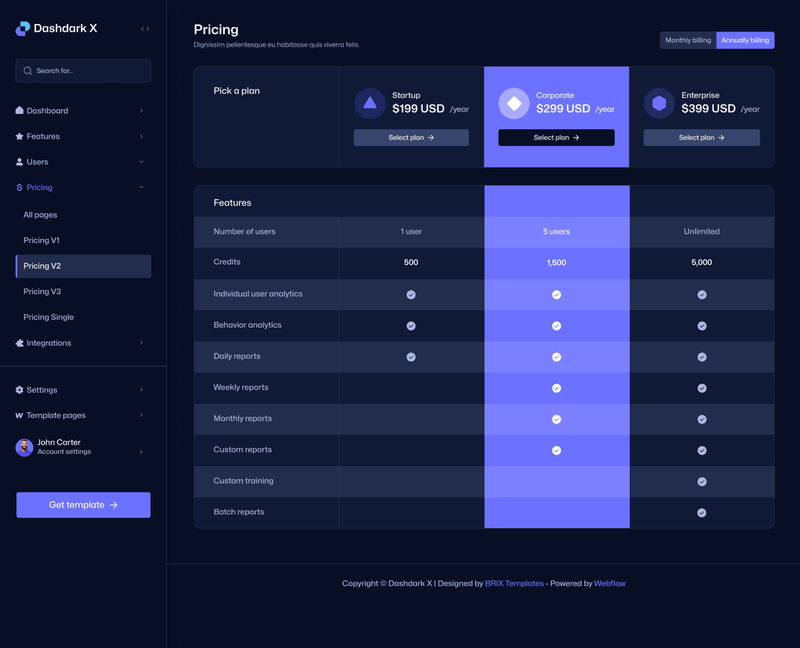 Dashdark X
Search for...
Dashboard
Features
Users
Pricing
All pages
Pricing V1
Pricing V2
Pricing V3
Pricing Single
Integrations
Settings
Template pages
John Carter
Account settings
Get template →
Pricing
Dignissim pellentesque eu habitasse quis viverra felis.
Monthly billing Annually billing
Pick a plan
Startup
$199 USD /year
Select plan →
Corporate
$299 USD /year
Select plan →
Enterprise
$399 USD /year
Select plan →
Features
Number of users 1 user 5 users Unlimited
Credits 500 1,500 5,000
Individual user analytics
Behavior analytics
Daily reports
Weekly reports
Monthly reports
Custom reports
Custom training
Batch reports
Copyright © Dashdark X | Designed by BRIX Templates - Powered by Webflow